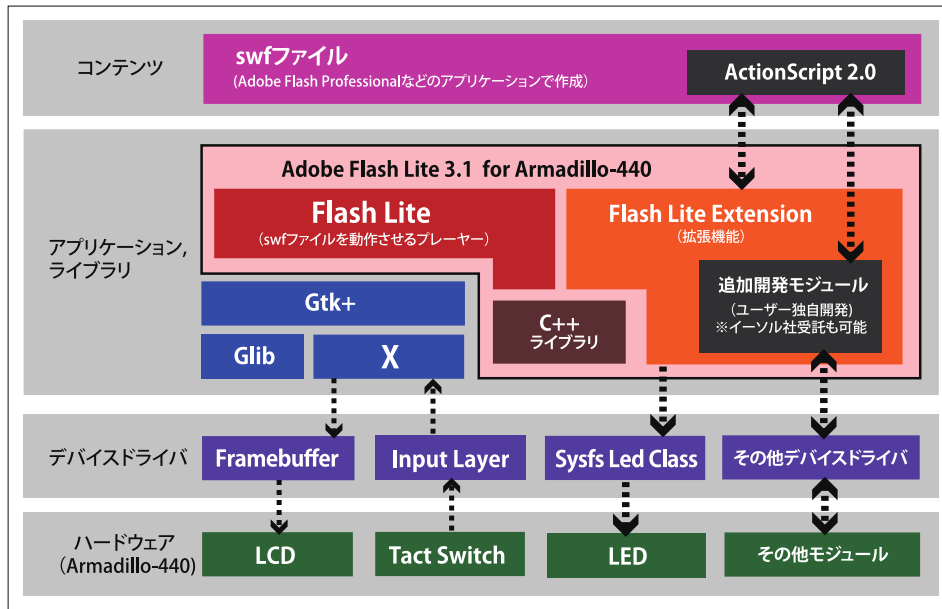 コンテンツ
swfファイル
(Adobe Flash Professionalなどのアプリケーションで作成)
ActionScript 2.0
アプリケーション,
ライブラリ
Adobe Flash Lite 3.1 for Armadillo-440
Flash Lite
(swfファイルを動作させるプレーヤー)
Flash Lite Extension
(拡張機能)
追加開発モジュール
(ユーザー独自開発)
※イーソル社受託も可能
Gtk+
C++
ライブラリ
Glib
X
デバイスドライバ
Framebuffer
Input Layer
Sysfs Led Class
その他デバイスドライバ
ハードウェア
(Armadillo-440)
LCD
Tact Switch
LED
その他モジュール